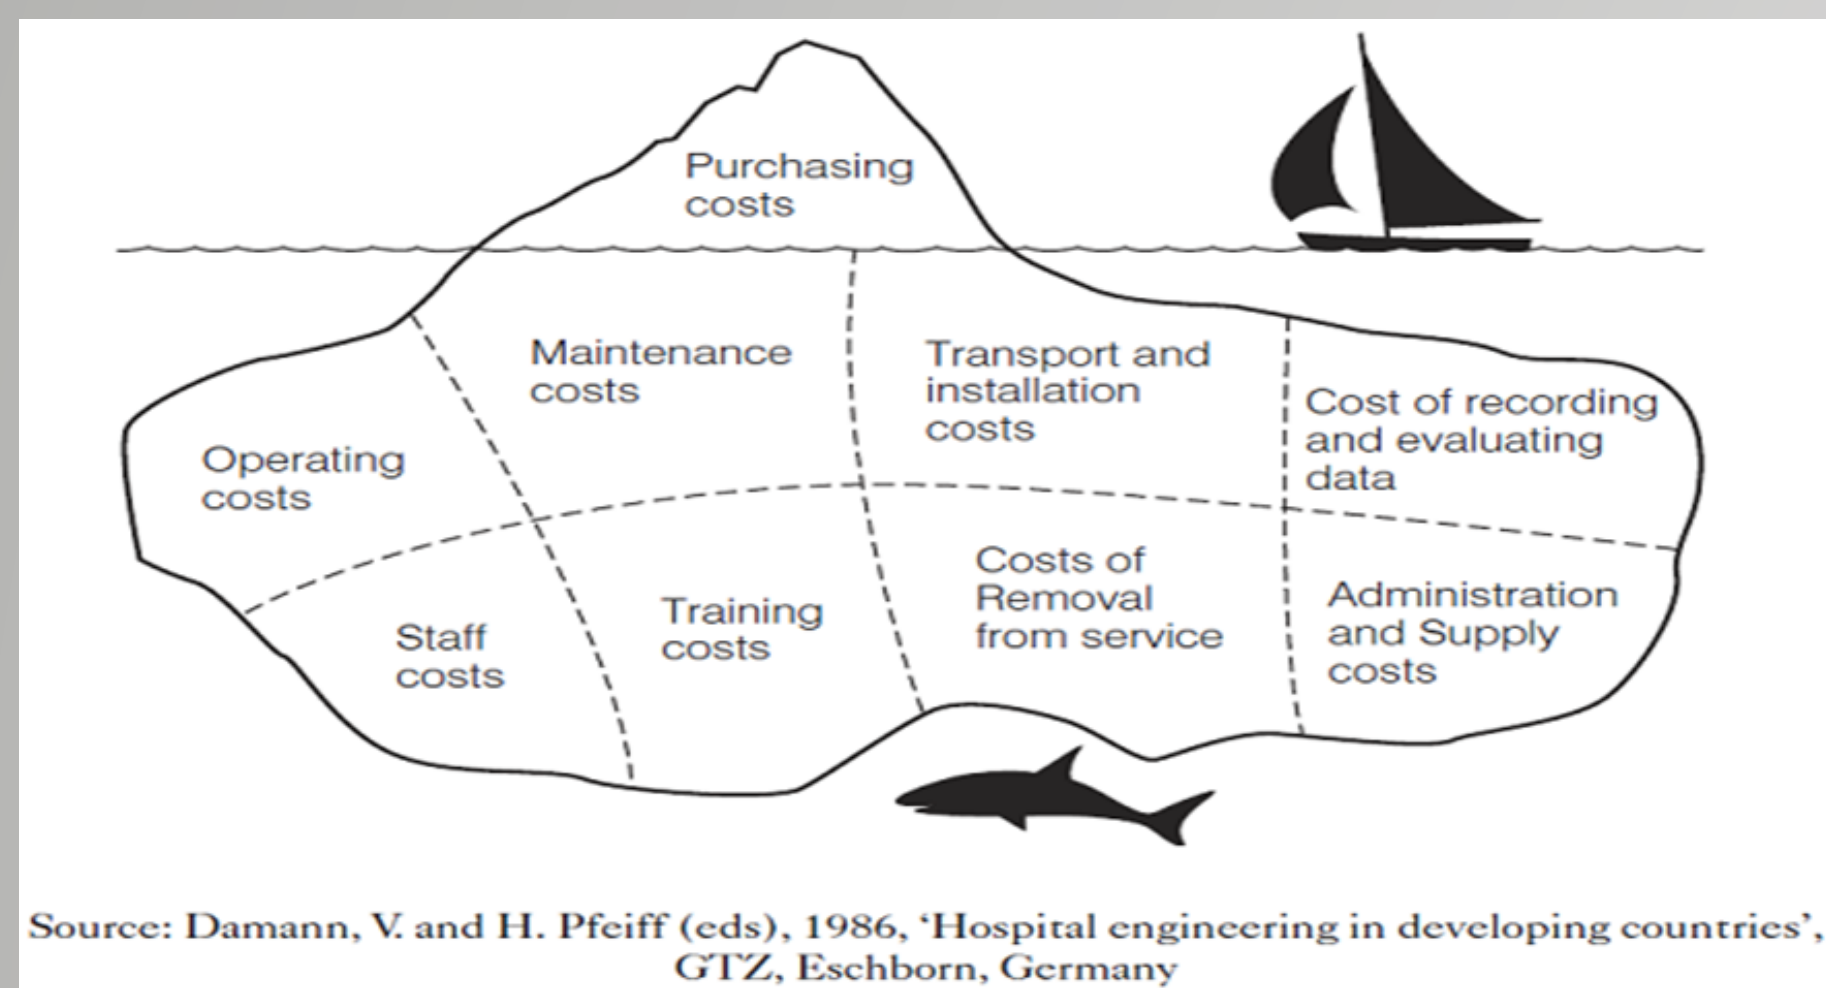 Purchasing
costs
Maintenance
costs
Transport and
installation
costs
Cost of recording
and evaluating
data
Operating
costs
Staff
costs
Training
costs
Costs of
Removal
from service
Administration
and Supply
costs
Source: Damann, V. and H. Pfeiff (eds), 1986, ‘Hospital engineering in developing countries’,
GTZ, Eschborn, Germany